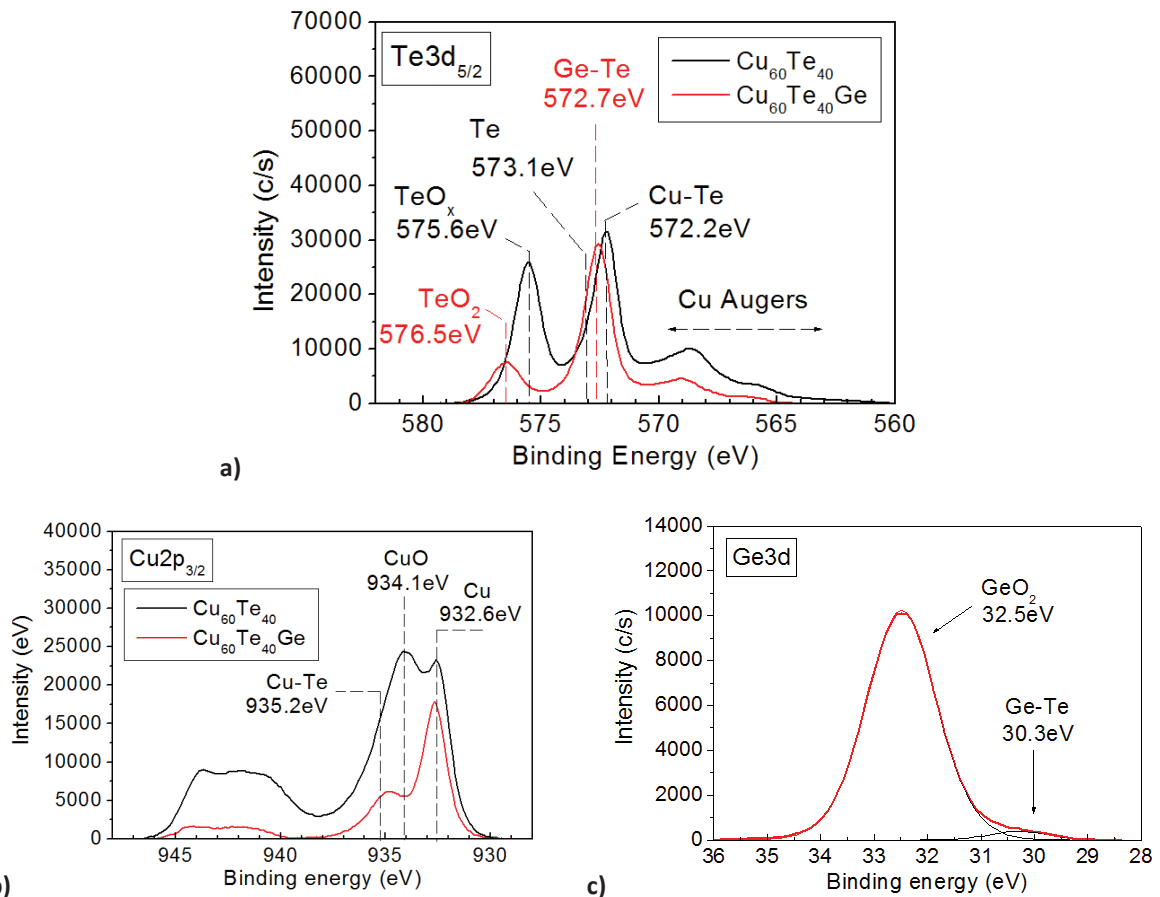 70000
60000
50000
40000
30000
20000
10000
0
Intensity (c/s)
Te3d5/2
Ge-Te
572.7eV
Cu60Te40
Cu60Te40Ge
Te
573.1eV
TeOx
575.6eV
Cu-Te
572.2eV
TeO2
576.5eV
Cu Augers
580
575
570
565
560
Binding Energy (eV)
a)
40000
35000
30000
25000
20000
15000
10000
5000
0
Intensity (eV)
Cu2p3/2
Cu60Te40
Cu60Te40Ge
CuO
934.1eV
Cu
932.6eV
Cu-Te
935.2eV
945
940
934
930
Binding energy (eV)
14000
12000
10000
8000
6000
4000
2000
0
Intensity (c/s)
Ge3d
GeO2
32.5eV
Ge-Te
30.3eV
36
35
34
33
32
31
30
29
28
Binding energy (eV)
c)